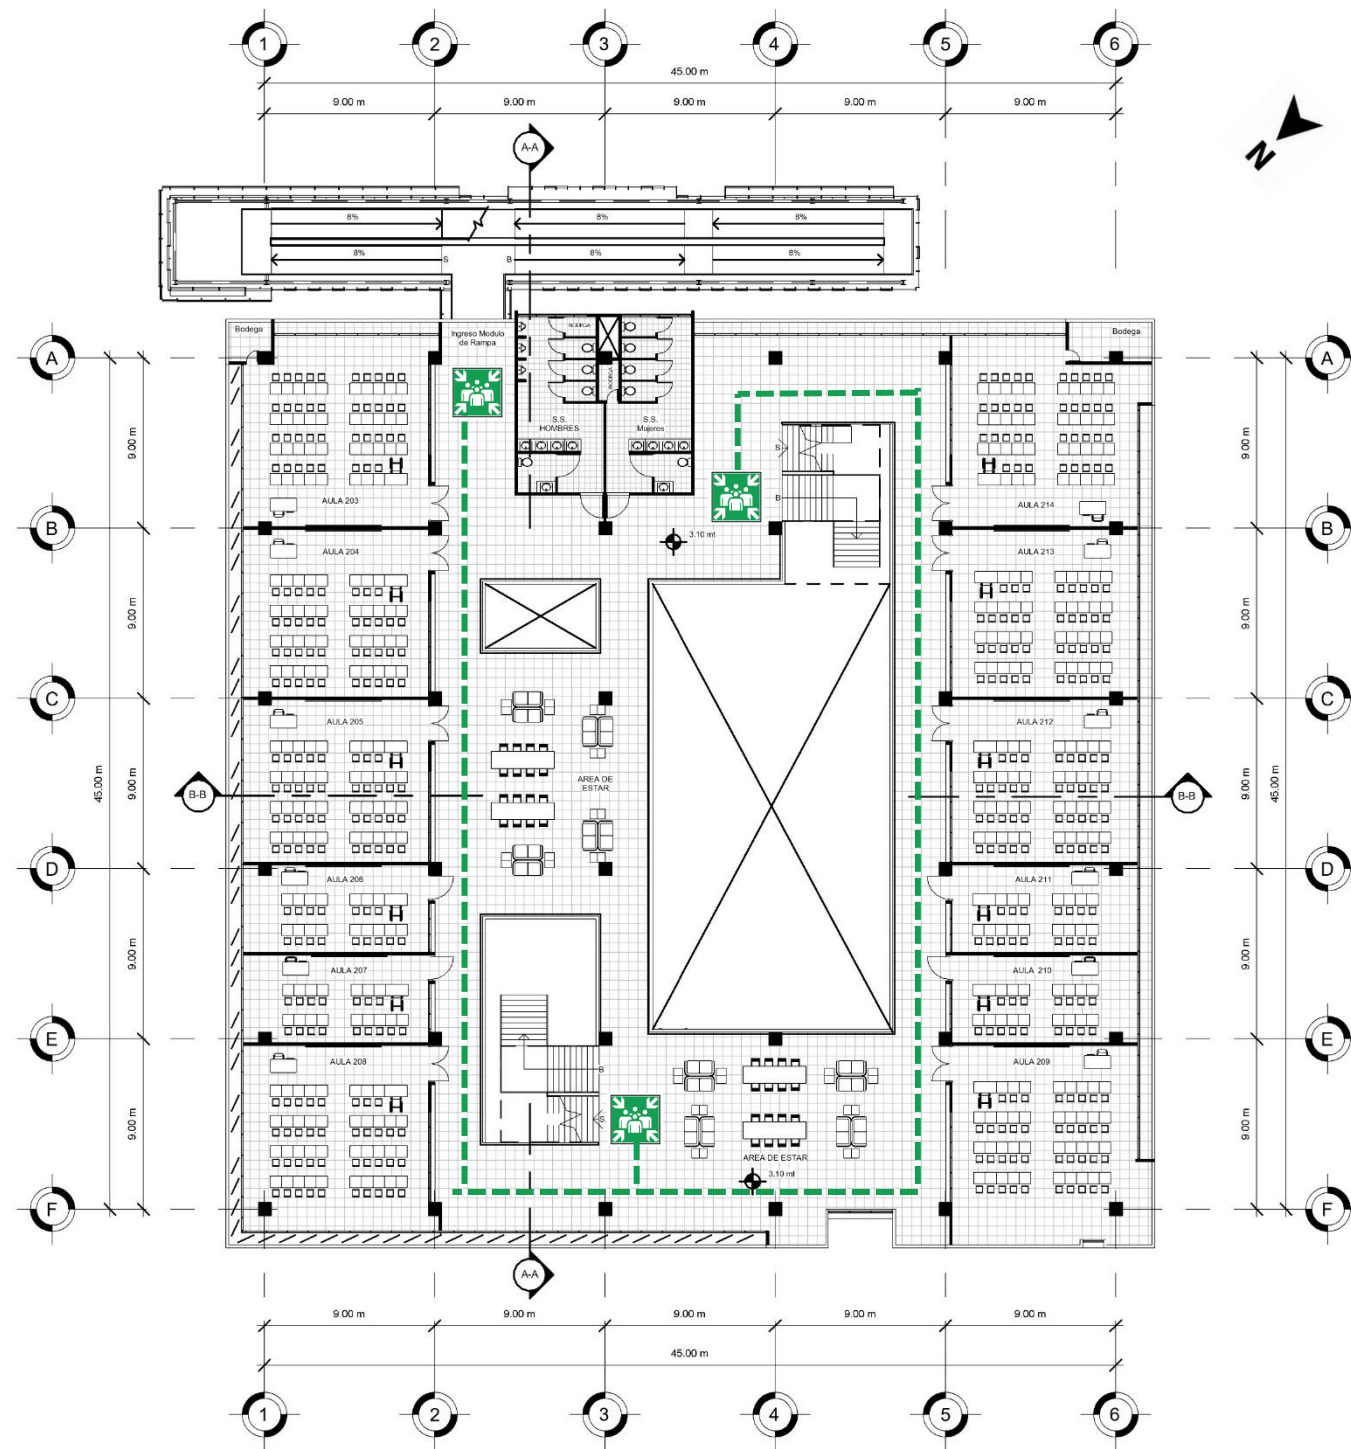 1 2 3 4 5 6
45.00 m
9.00 m 9.00 m 9.00 m 9.00 m 9.00 m
N
A-A
8% 8% 8%
8% S B 8% 8%
Bodega
Ingreso Modulo
de Rampa
BODEGA
Bodega
A A
BODEGA
S.S.
HOMBRES
S.S.
Mujeres
9.00 m
S
9.00 m
B
AULA 203
AULA 214
B B
3.10 mt
AULA 204
AULA 213
9.00 m
9.00 m
C C
AULA 205
AULA 212
AREA DE
ESTAR
45.00 m
9.00 m
9.00 m
45.00 m
B-B
B-B
D D
AULA 206
AULA 211
9.00 m
9.00 m
AULA 207
AULA 210
E E
AULA 208
AULA 209
B
9.00 m
S
9.00 m
AREA DE ESTAR
3.10 mt
F F
A-A
9.00 m 9.00 m 9.00 m 9.00 m 9.00 m
45.00 m
1 2 3 4 5 6